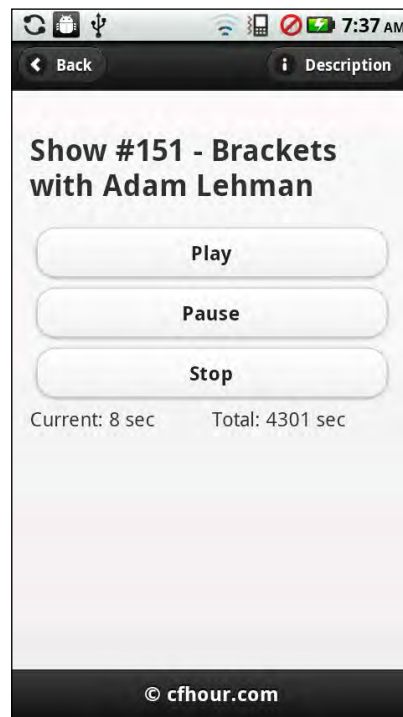 7:37 AM
Back
Description
Show #151 - Brackets
with Adam Lehman
Play
Pause
Stop
Current: 8 sec Total: 4301 sec
© cfhour.com